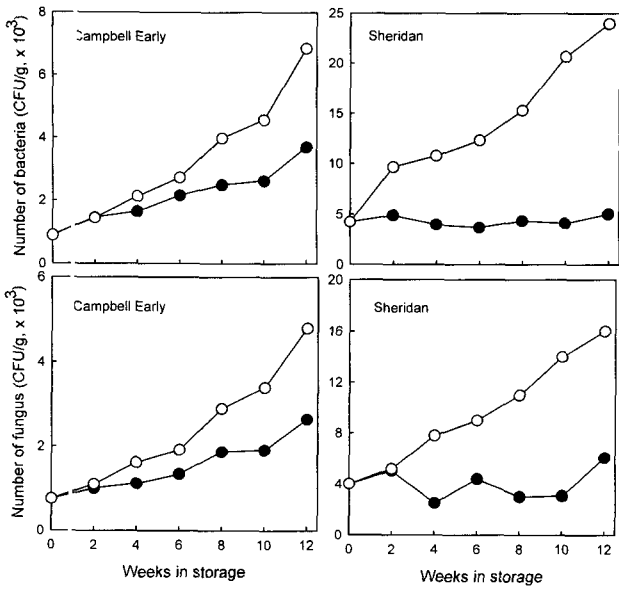 8
6
4
2
0
Number of bacteria (CFU/g, x 10³)
Campbell Early
25
20
15
10
5
0
Sheridan
6
4
2
0
Number of fungus (CFU/g, x 10³)
Campbell Early
0 2 4 6 8 10 12
Weeks in storage
20
16
12
8
4
0
Sheridan
0 2 4 6 8 10 12
Weeks in storage